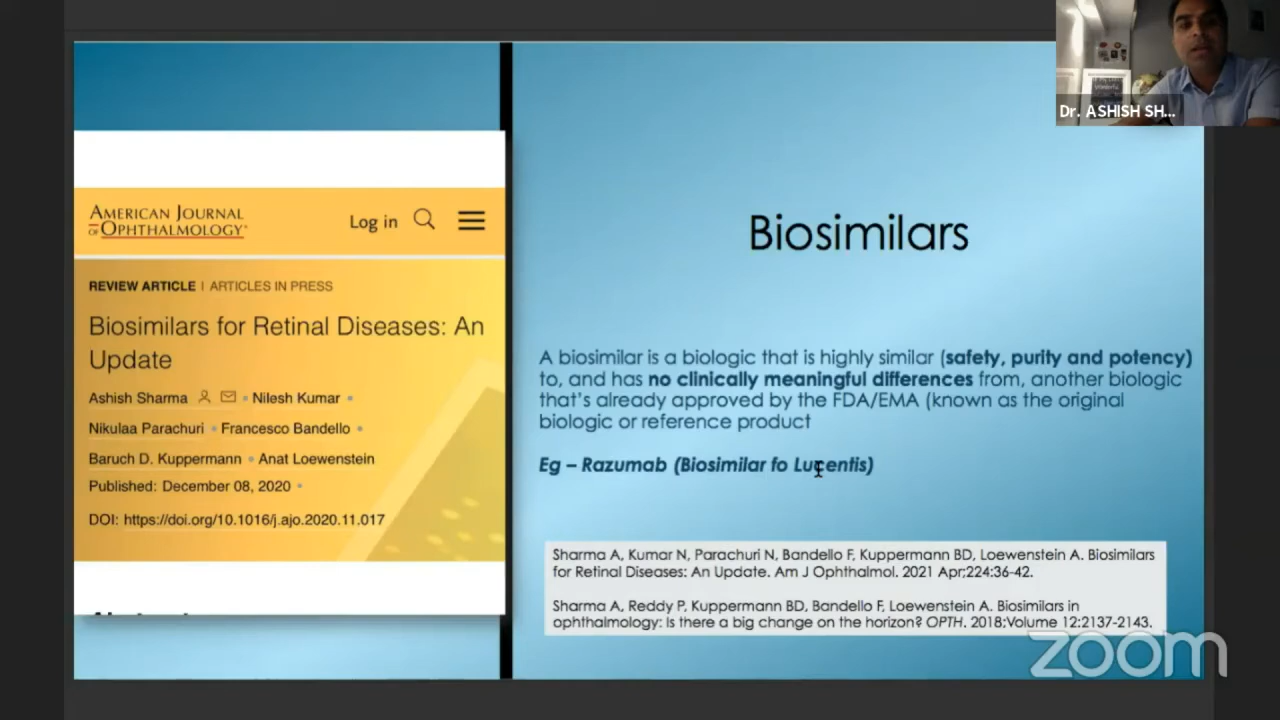 Dr. ASHISH SH...
AMERICAN JOURNAL
OF OPHTHALMOLOGY
Log in
REVIEW ARTICLE | ARTICLES IN PRESS
Biosimilars for Retinal Diseases: An
Update
Ashish Sharma • Nilesh Kumar •
Nikulaa Parachuri • Francesco Bandello •
Baruch D. Kuppermann • Anat Loewenstein
Published: December 08, 2020 •
DOI: https://doi.org/10.1016/j.ajo.2020.11.017
Biosimilars
A biosimilar is a biologic that is highly similar (safety, purity and potency)
to, and has no clinically meaningful differences from, another biologic
that's already approved by the FDA/EMA (known as the original
biologic or reference product
Eg – Razumab (Biosimilar fo Lucentis)
Sharma A, Kumar N, Parachuri N, Bandello F, Kuppermann BD, Loewenstein A. Biosimilars
for Retinal Diseases: An Update. Am J Ophthalmol. 2021 Apr;224:36-42.
Sharma A, Reddy P, Kuppermann BD, Bandello F, Loewenstein A. Biosimilars in
ophthalmology: Is there a big change on the horizon? OPTH. 2018;Volume 12:2137-2143.
zoom